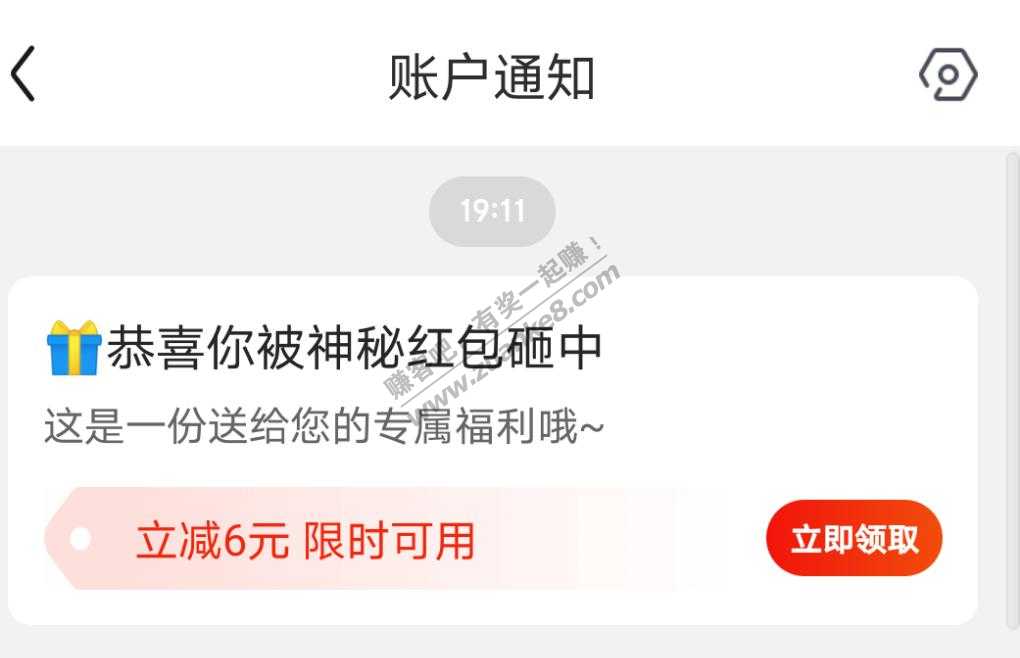 账户通知
19:11
恭喜你被神秘红包砸中
这是一份送给您的专属福利哦~
立减6元 限时可用
立即领取
赚客吧，有奖一起赚！
www.zuanke8.com